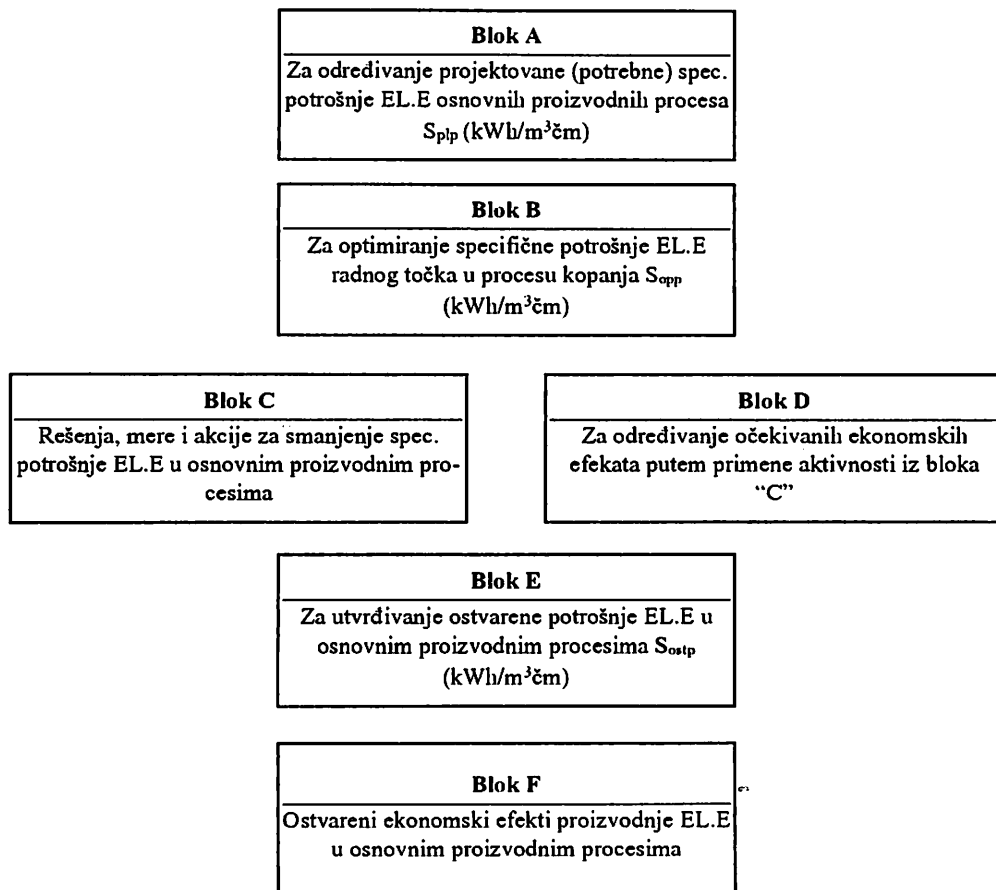 Blok A
Za određivanje projektovane (potrebne) spec.
potrošnje EL.E osnovnih proizvodnih procesa
S_plp (kWh/m³čm)
Blok B
Za optimiranje specifične potrošnje EL.E
radnog točka u procesu kopanja S_opp
(kWh/m³čm)
Blok C
Rešenja, mere i akcije za smanjenje spec.
potrošnje EL.E u osnovnim proizvodnim pro-
cesima
Blok D
Za određivanje očekivanih ekonomskih
efekata putem primene aktivnosti iz bloka
“C”
Blok E
Za utvrđivanje ostvarene potrošnje EL.E u
osnovnim proizvodnim procesima S_ostp
(kWh/m³čm)
Blok F
Ostvareni ekonomski efekti proizvodnje EL.E
u osnovnim proizvodnim procesima